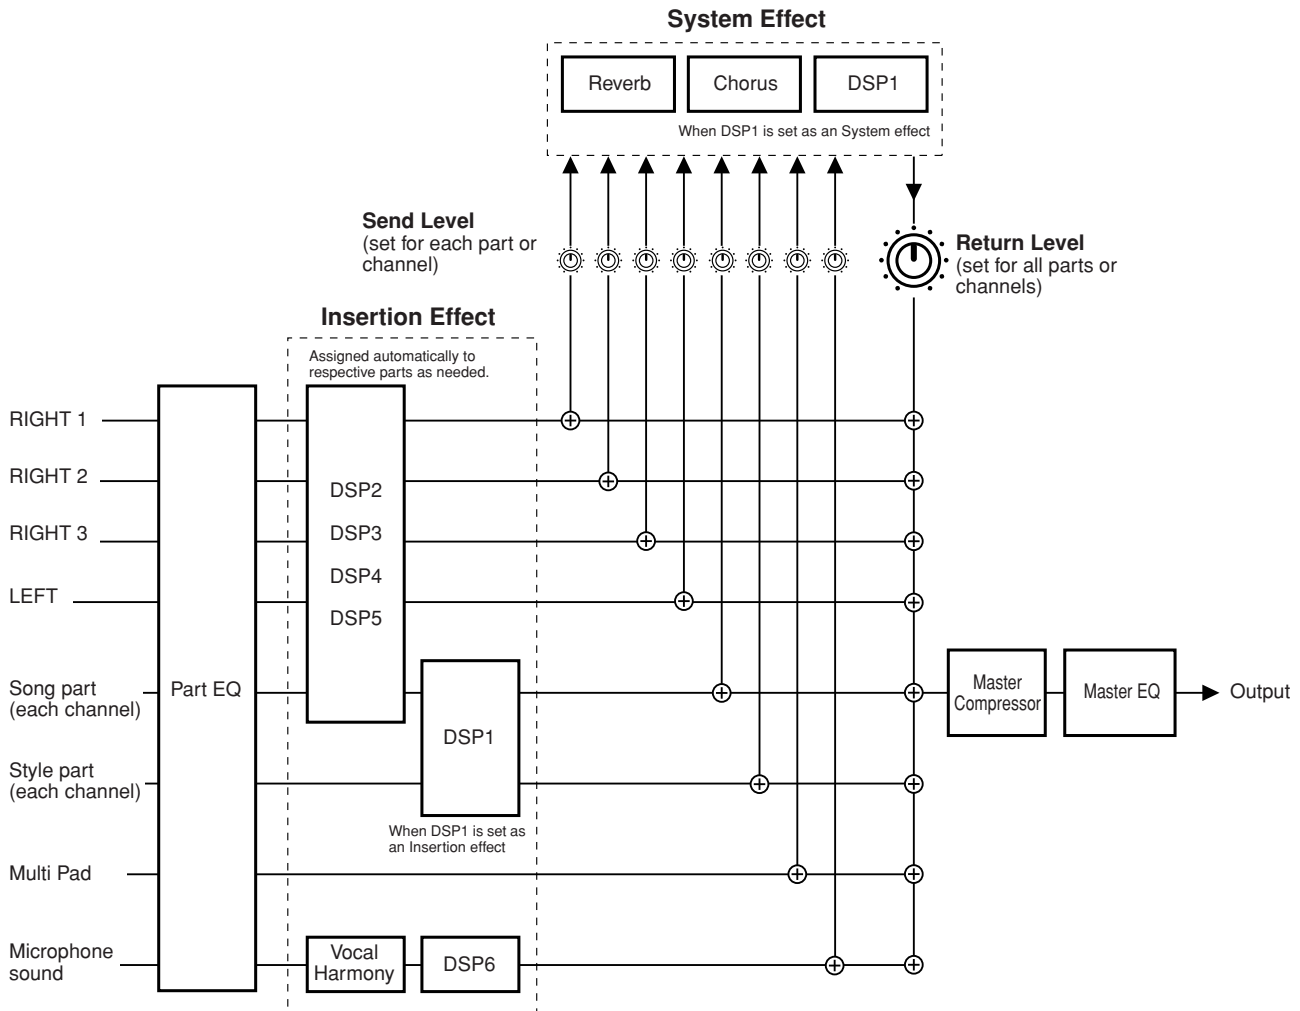 System Effect
Reverb
Chorus
DSP1
When DSP1 is set as an System effect
Send Level
(set for each part or
channel)
Return Level
(set for all parts or
channels)
Insertion Effect
Assigned automatically to
respective parts as needed.
RIGHT 1
RIGHT 2
RIGHT 3
LEFT
Song part
(each channel)
Style part
(each channel)
Multi Pad
Microphone
sound
Part EQ
DSP2
DSP3
DSP4
DSP5
DSP1
When DSP1 is set as
an Insertion effect
Vocal
Harmony
DSP6
Master
Compressor
Master EQ
Output